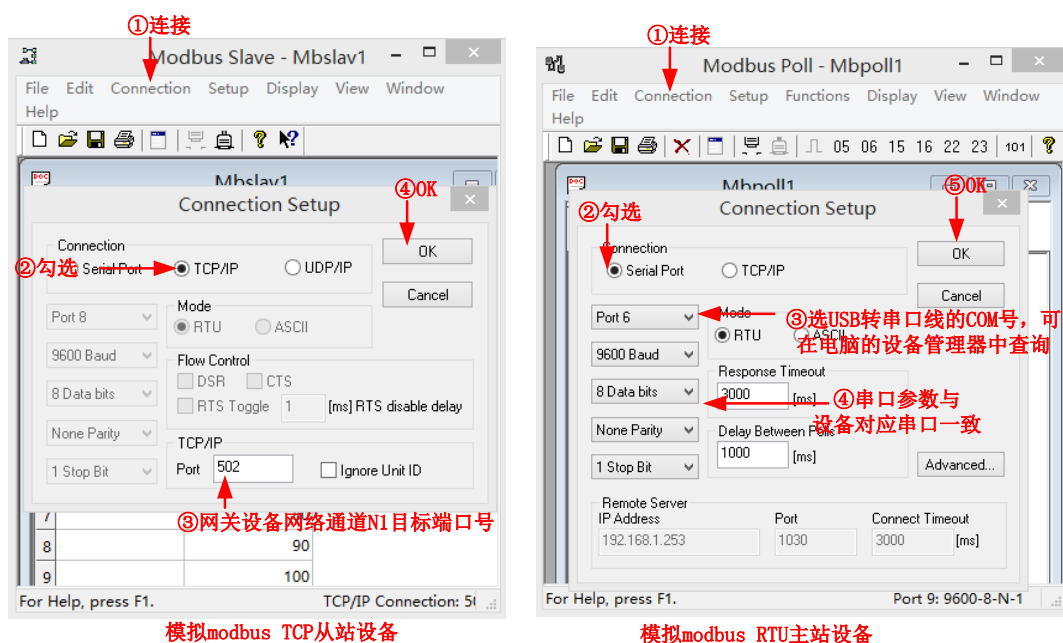 ①连接
Modbus Slave - Mbslav1
File Edit Connection Setup Display View Window
Help
Mbslav1
④OK
Connection Setup
Connection
②勾选
Serial Port TCP/IP UDP/IP
OK
Cancel
Port 8
Mode
RTU ASCII
9600 Baud
Flow Control
DSR CTS
8 Data bits
RTS Toggle 1 [ms] RTS disable delay
None Parity
TCP/IP
Port 502 Ignore Unit ID
1 Stop Bit
③网关设备网络通道N1目标端口号
7
8 90
9 100
For Help, press F1. TCP/IP Connection: 50
模拟modbus TCP从站设备
①连接
Modbus Poll - Mbpoll1
File Edit Connection Setup Functions Display View Window
Help
05 06 15 16 22 23 101
Mbpoll1
⑤OK
②勾选
Connection Setup
Connection
Serial Port TCP/IP
OK
Cancel
Port 6
Mode
③选USB转串口线的COM号，可
在电脑的设备管理器中查询
RTU ASCII
9600 Baud
Response Timeout
8 Data bits
3000 [ms]
④串口参数与
设备对应串口一致
None Parity
Delay Between Polls
1000 [ms]
1 Stop Bit
Advanced...
Remote Server
IP Address Port Connect Timeout
192.168.1.253 1030 3000 [ms]
For Help, press F1. Port 9: 9600-8-N-1
模拟modbus RTU主站设备